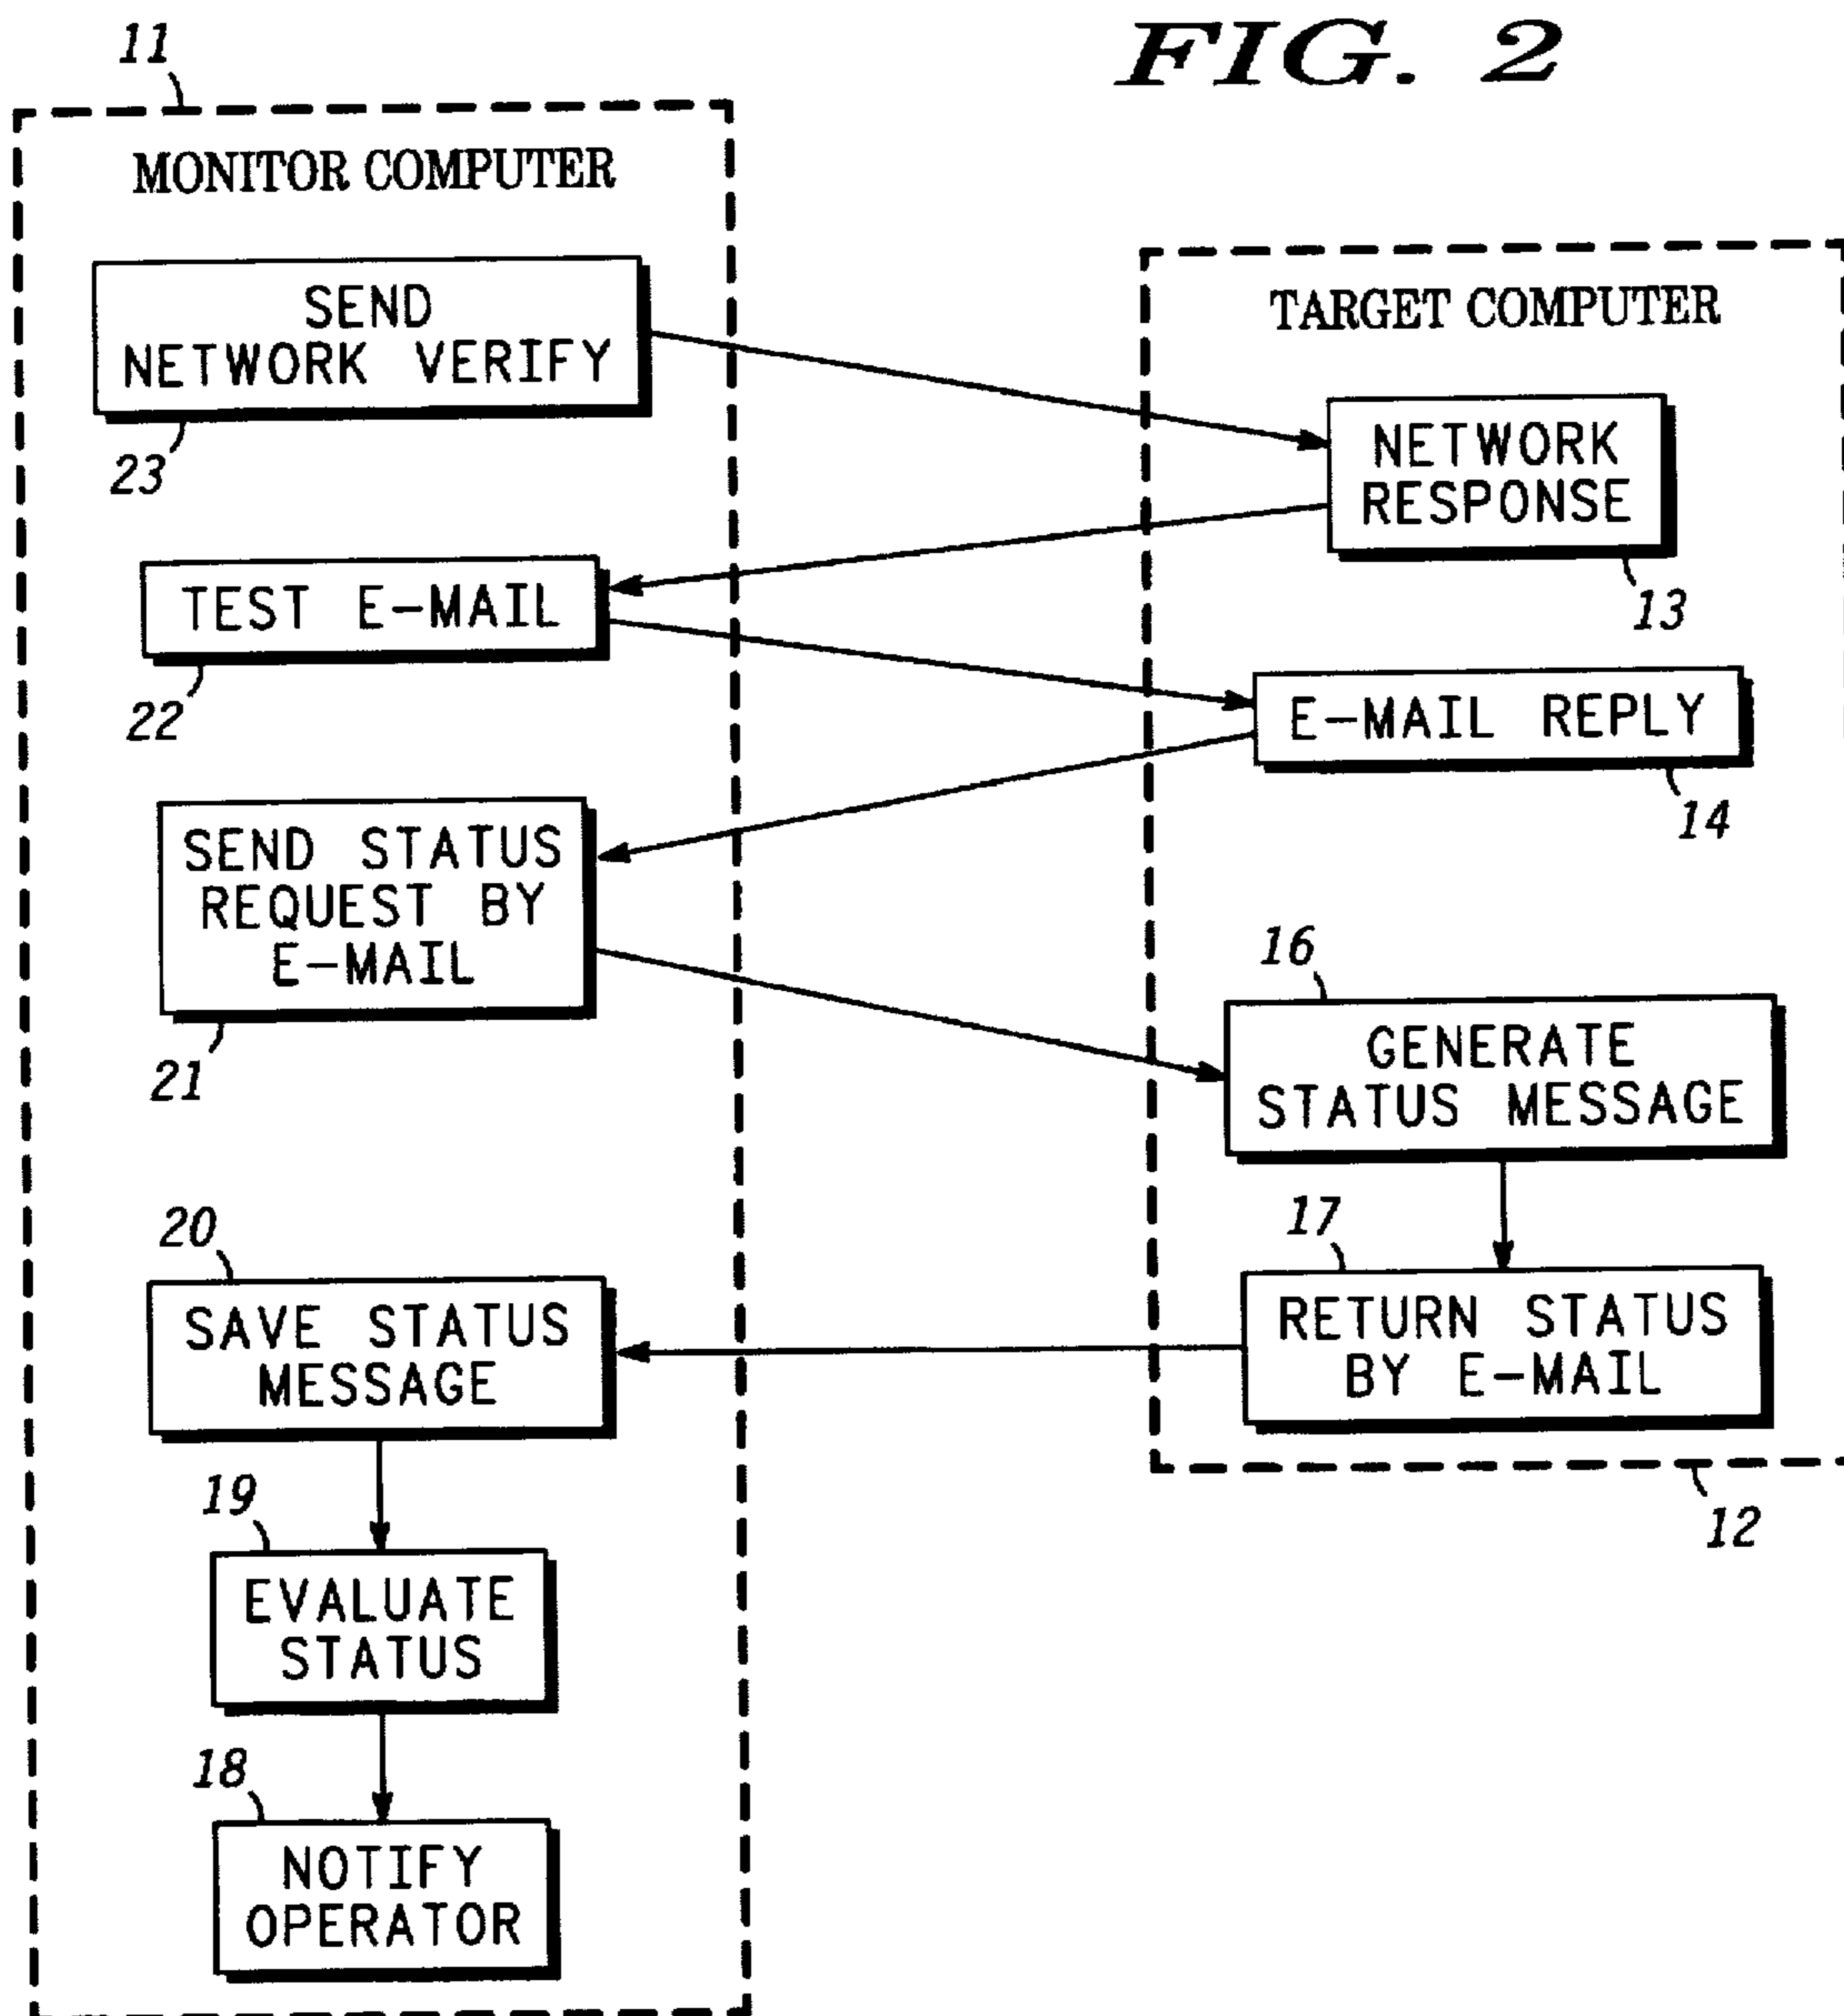 FIG. 2
11
MONITOR COMPUTER
SEND
NETWORK VERIFY
23
TEST E-MAIL
22
SEND STATUS
REQUEST BY
E-MAIL
21
20
SAVE STATUS
MESSAGE
19
EVALUATE
STATUS
18
NOTIFY
OPERATOR
TARGET COMPUTER
NETWORK
RESPONSE
13
E-MAIL REPLY
14
16
GENERATE
STATUS MESSAGE
17
RETURN STATUS
BY E-MAIL
12